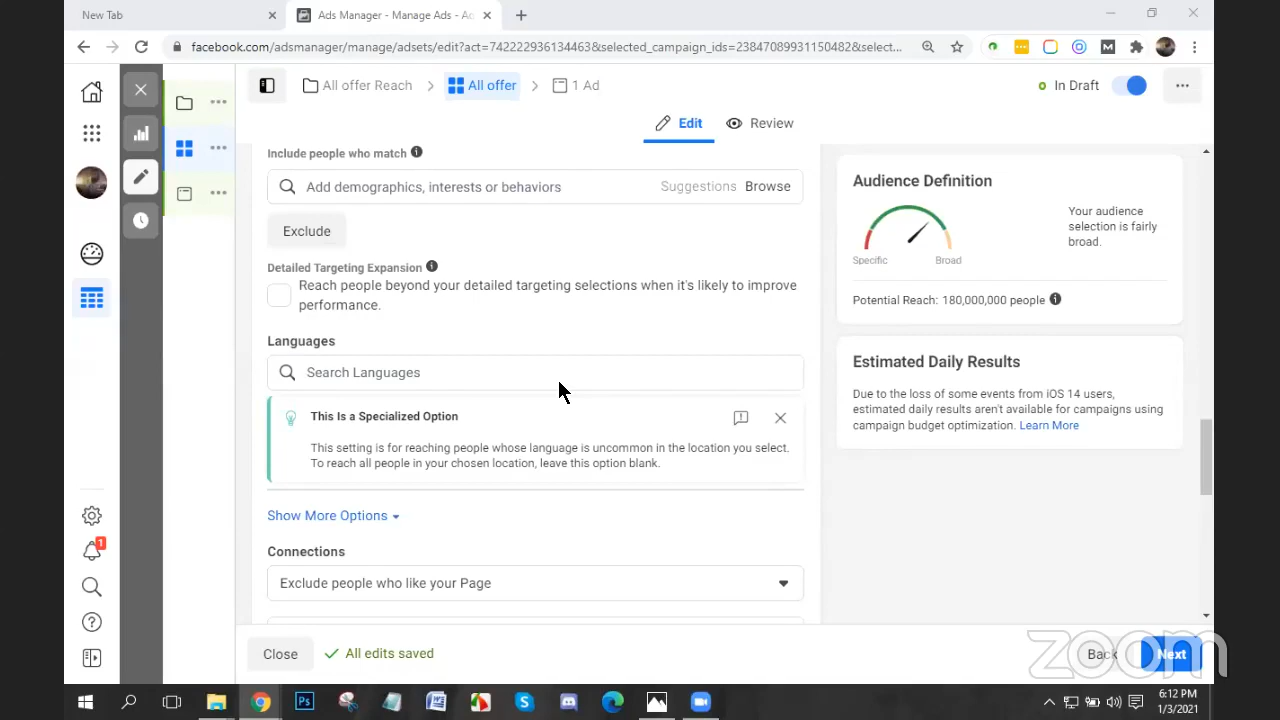 New Tab
Ads Manager - Manage Ads - Ac
facebook.com/adsmanager/manage/adsets/edit?act=742222936134463&selected_campaign_ids=23847089931150482&select...
All offer Reach
All offer
1 Ad
In Draft
Edit
Review
Include people who match
Add demographics, interests or behaviors
Suggestions
Browse
Exclude
Detailed Targeting Expansion
Reach people beyond your detailed targeting selections when it's likely to improve
performance.
Languages
Search Languages
This Is a Specialized Option
This setting is for reaching people whose language is uncommon in the location you select.
To reach all people in your chosen location, leave this option blank.
Show More Options
Connections
Exclude people who like your Page
Audience Definition
Specific
Broad
Your audience
selection is fairly
broad.
Potential Reach: 180,000,000 people
Estimated Daily Results
Due to the loss of some events from iOS 14 users,
estimated daily results aren't available for campaigns using
campaign budget optimization. Learn More
1
Close
All edits saved
Back
Next
zoom
Ps
6:12 PM
1/3/2021